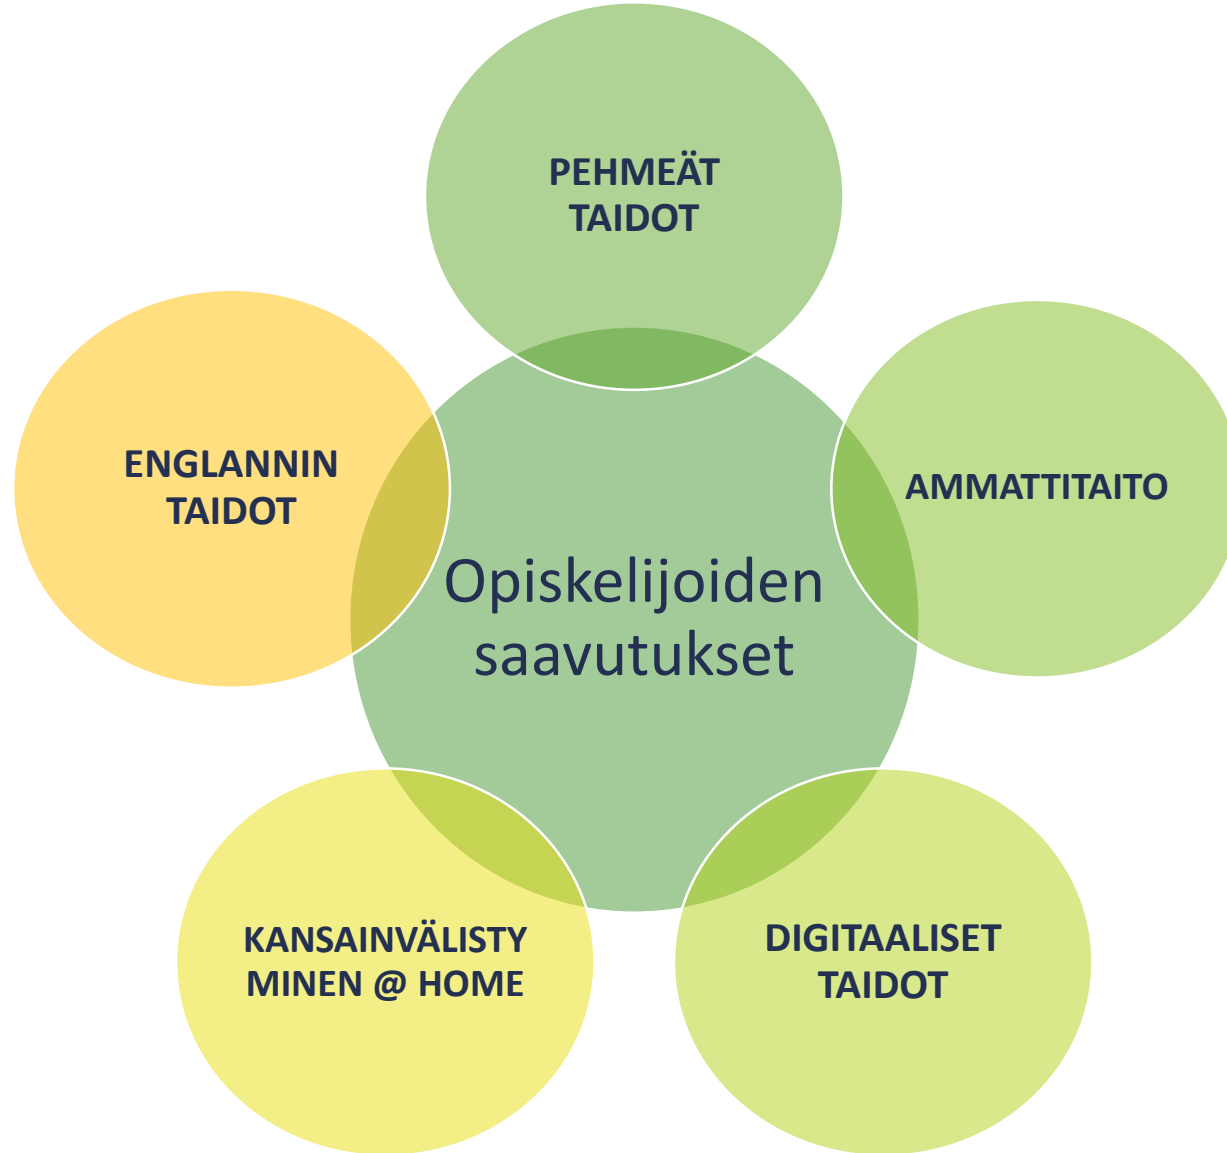 PEHMEÄT
TAIDOT
ENGLANNIN
TAIDOT
AMMATTITAITO
Opiskelijoiden
saavutukset
KANSAINVÄLISTY
MINEN @ HOME
DIGITAALISET
TAIDOT